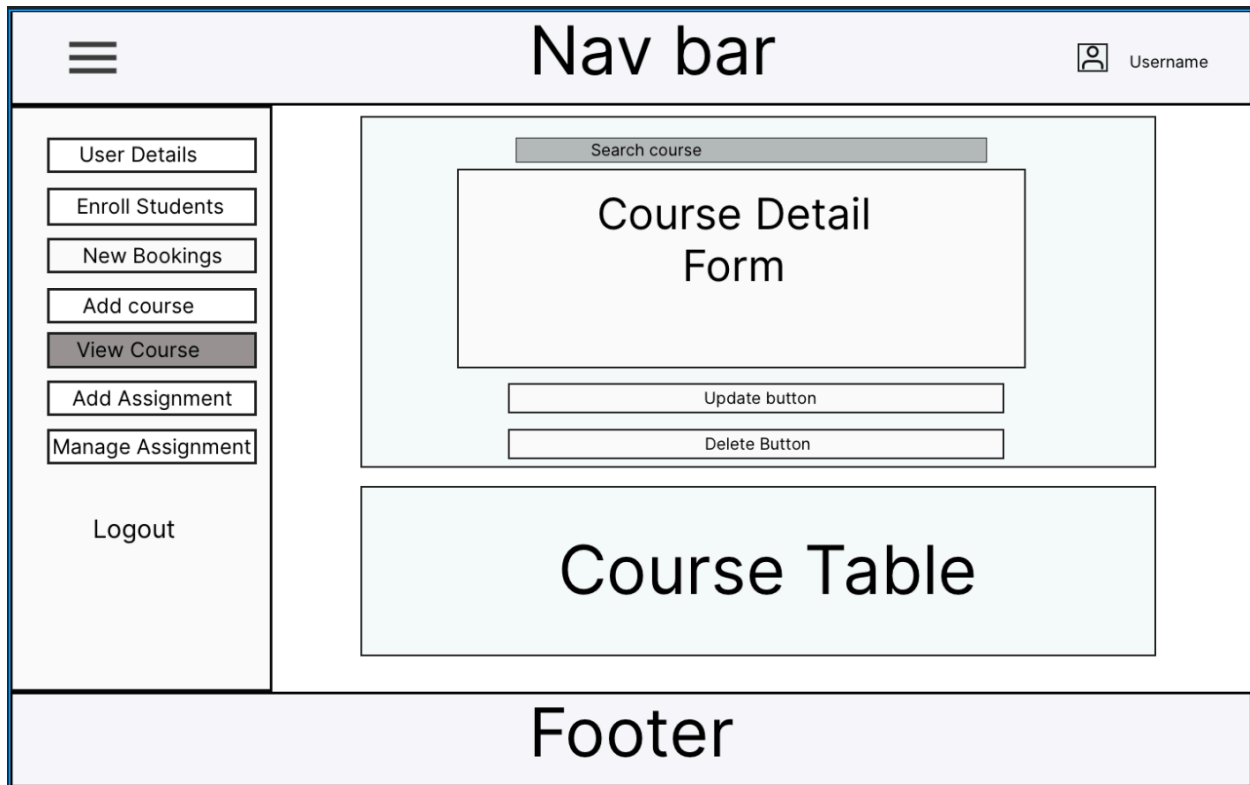 Nav bar
Username
User Details
Enroll Students
New Bookings
Add course
View Course
Add Assignment
Manage Assignment
Logout
Search course
Course Detail
Form
Update button
Delete Button
Course Table
Footer